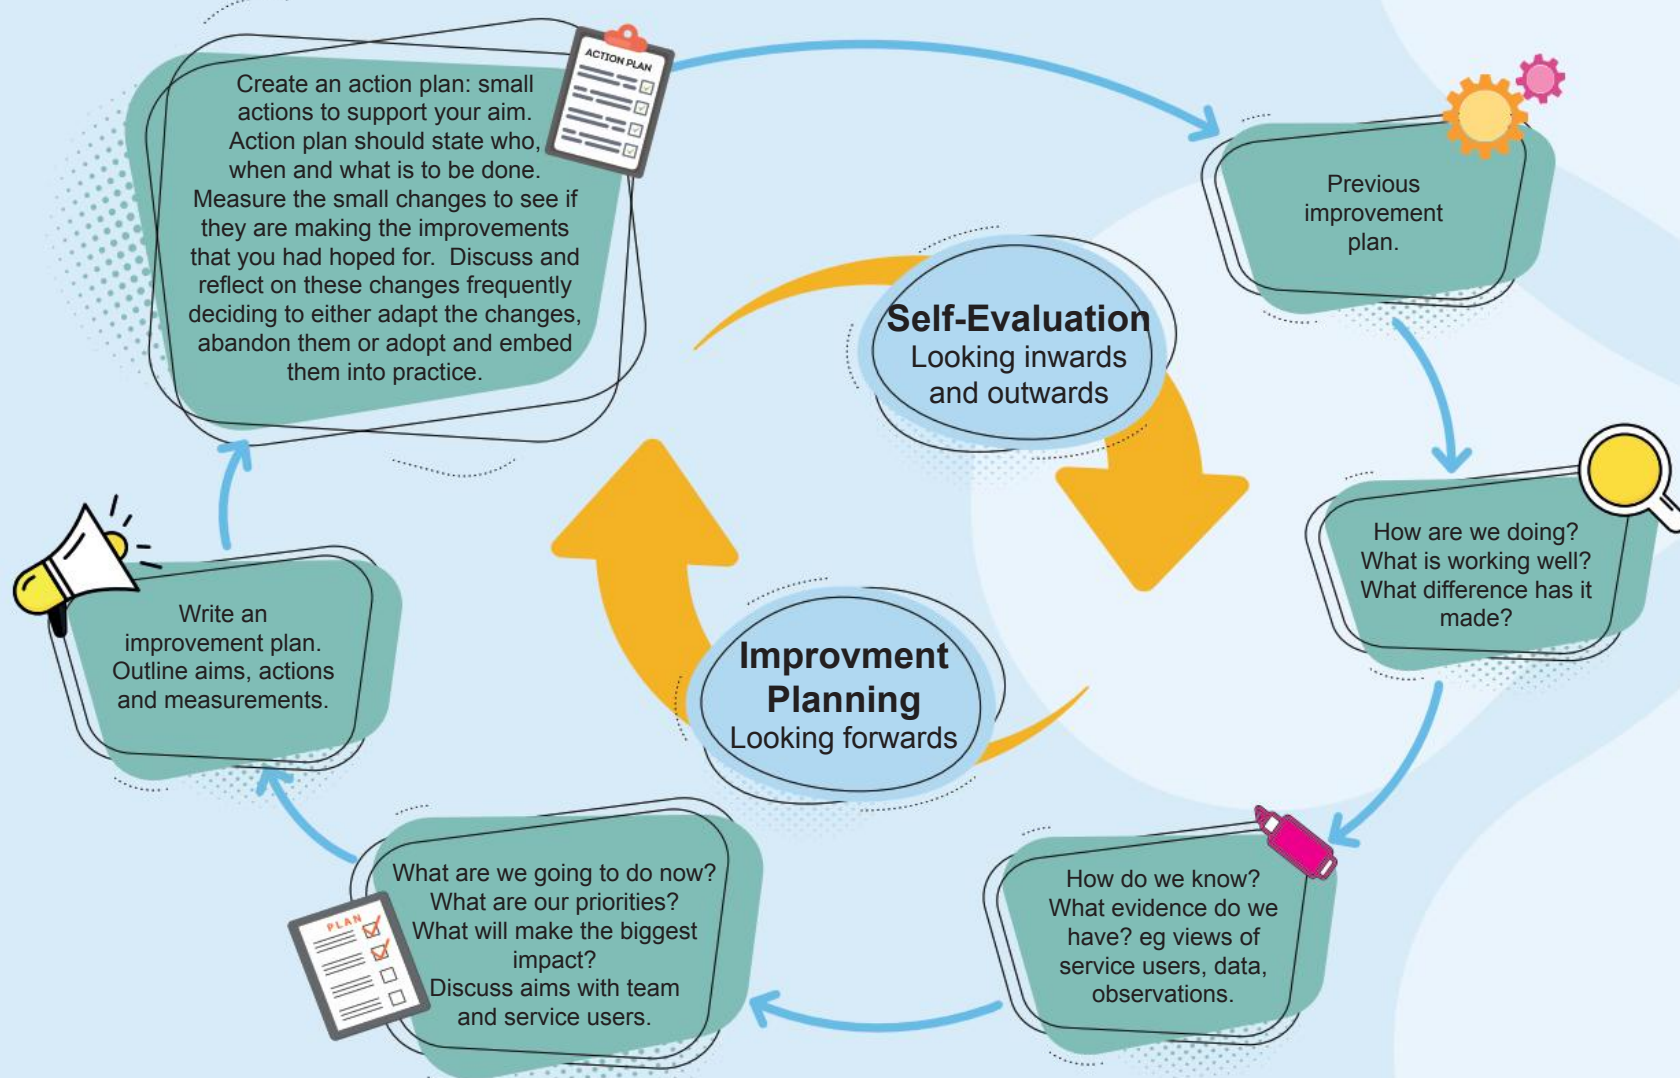 Create an action plan: small
actions to support your aim.
Action plan should state who,
when and what is to be done.
Measure the small changes to see if
they are making the improvements
that you had hoped for.  Discuss and
reflect on these changes frequently
deciding to either adapt the changes,
abandon them or adopt and embed
them into practice.
ACTION PLAN
Previous
improvement
plan.
Self-Evaluation
Looking inwards
and outwards
How are we doing?
What is working well?
What difference has it
made?
Improvment
Planning
Looking forwards
Write an
improvement plan.
Outline aims, actions
and measurements.
How do we know?
What evidence do we
have? eg views of
service users, data,
observations.
What are we going to do now?
What are our priorities?
What will make the biggest
impact?
Discuss aims with team
and service users.
PLAN